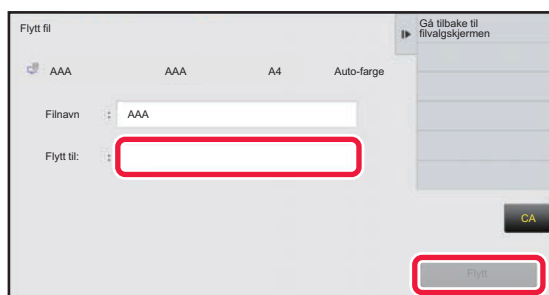 Flytt fil
Gå tilbake til
filvalgskjermen
AAA AAA A4 Auto-farge
Filnavn : AAA
Flytt til: :
CA
Flytt